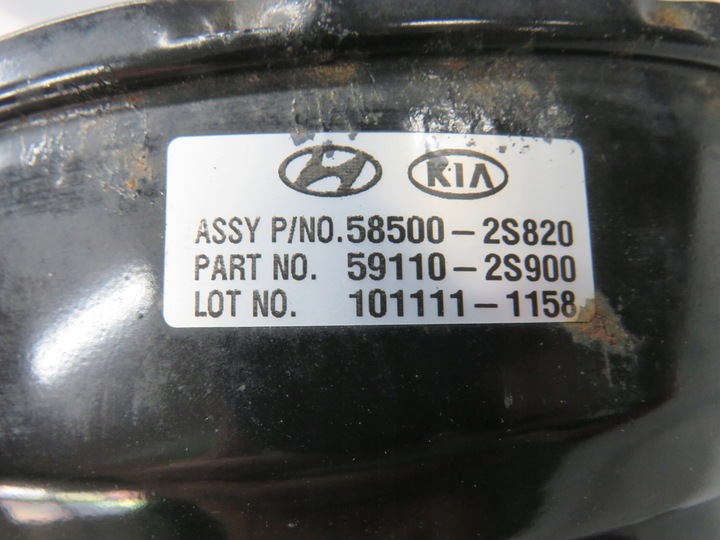 KIA
ASSY P/NO.58500-2S820
PART NO. 59110-2S900
LOT NO. 101111-1158